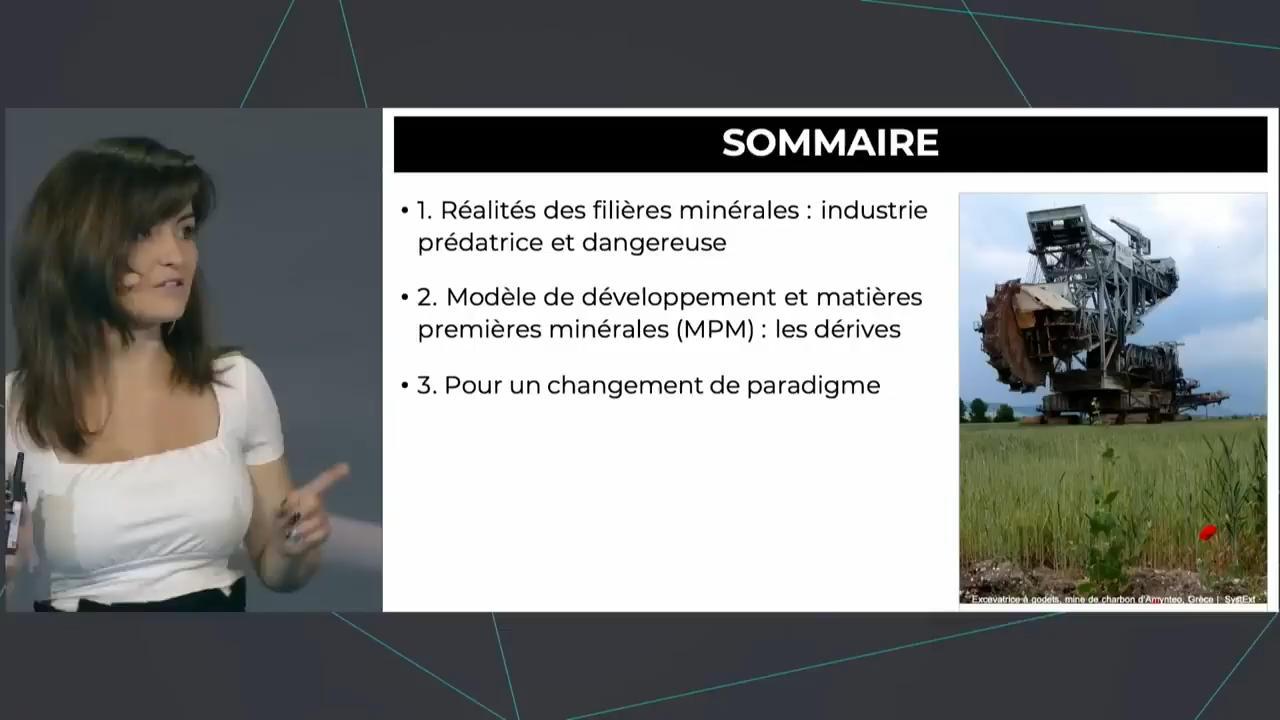 SOMMAIRE
• 1. Réalités des filières minérales : industrie
prédatrice et dangereuse
• 2. Modèle de développement et matières
premières minérales (MPM) : les dérives
• 3. Pour un changement de paradigme
Excavatrice à godets, mine de charbon d'Amynteo, Grèce | SystExt